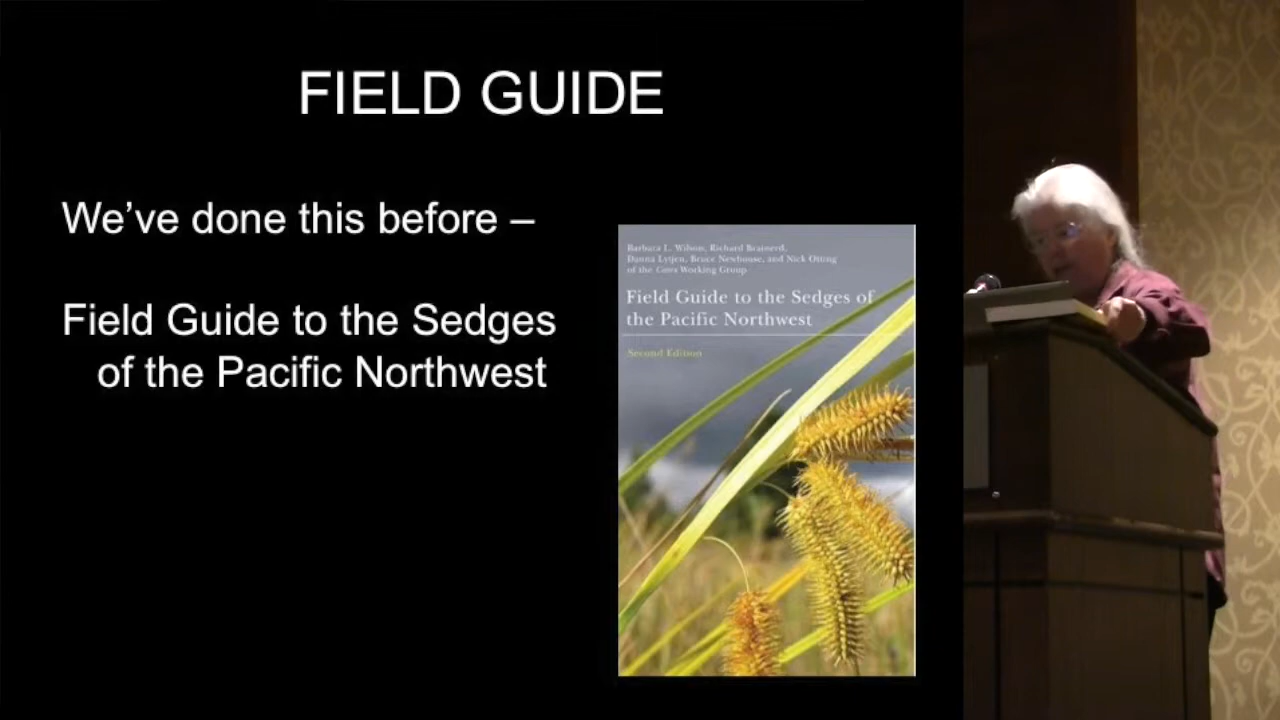 FIELD GUIDE
We’ve done this before –
Field Guide to the Sedges
of the Pacific Northwest
Barbara L. Wilson, Richard Brainerd,
Danna Lytjen, Bruce Newhouse, and Nick Otting
of the Carex Working Group
Field Guide to the Sedges of
the Pacific Northwest
Second Edition